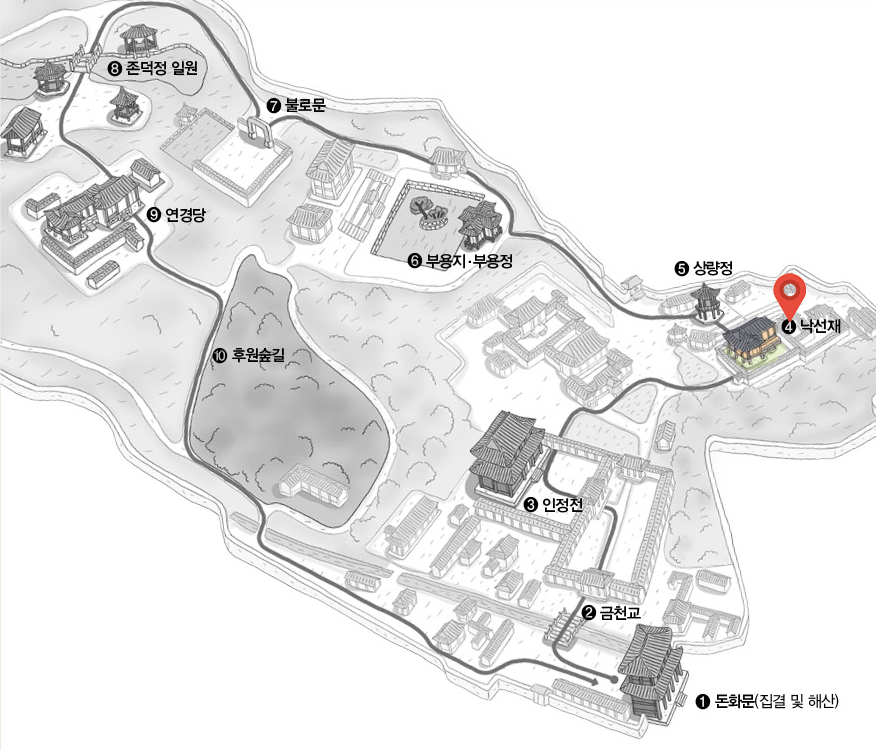 ❽ 존덕정 일원
❼ 불로문
❾ 연경당
❻ 부용지·부용정
❺ 상량정
❹ 낙선재
❿ 후원숲길
❸ 인정전
❷ 금천교
❶ 돈화문(집결 및 해산)